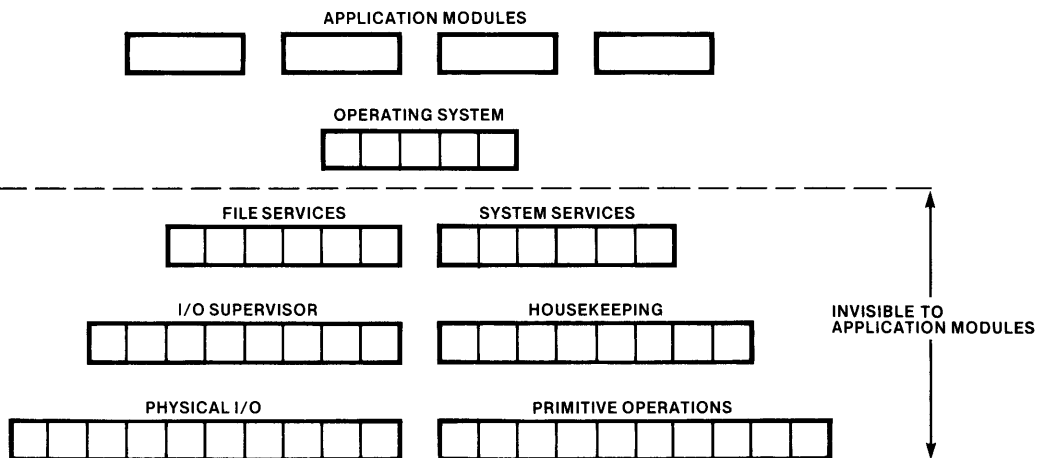 APPLICATION MODULES
OPERATING SYSTEM
FILE SERVICES
SYSTEM SERVICES
I/O SUPERVISOR
HOUSEKEEPING
INVISIBLE TO
APPLICATION MODULES
PHYSICAL I/O
PRIMITIVE OPERATIONS